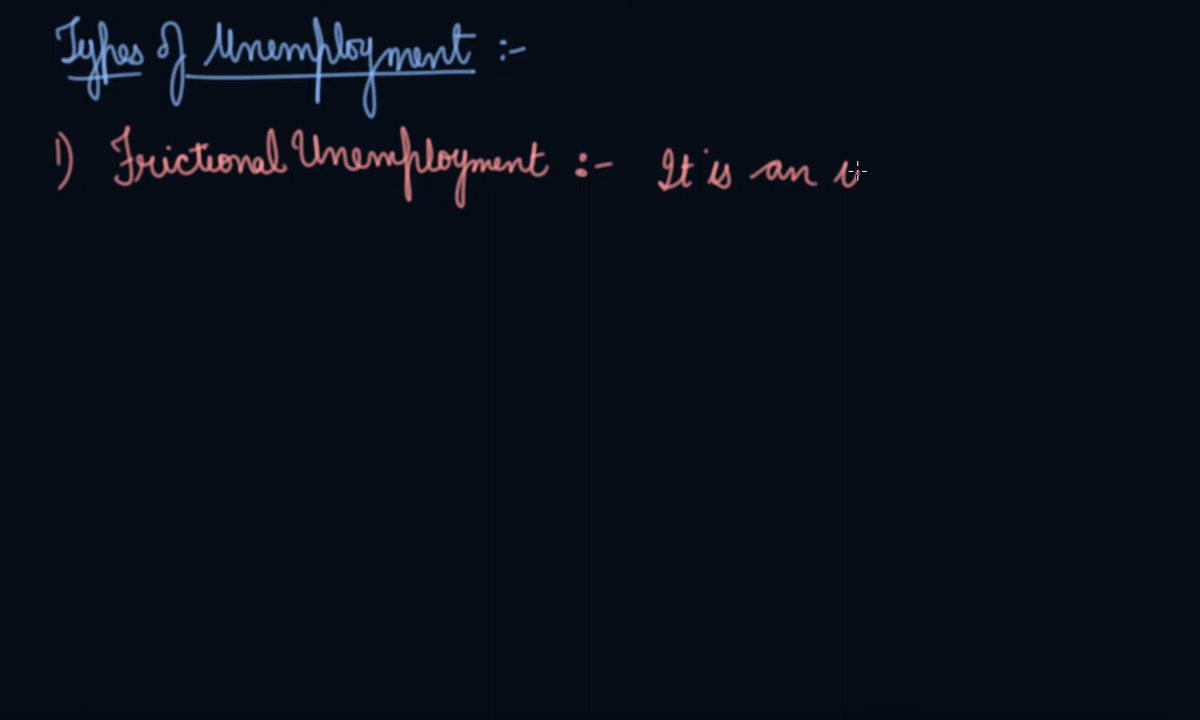 Types of Unemployment :-
1) Frictional Unemployment :- It is an